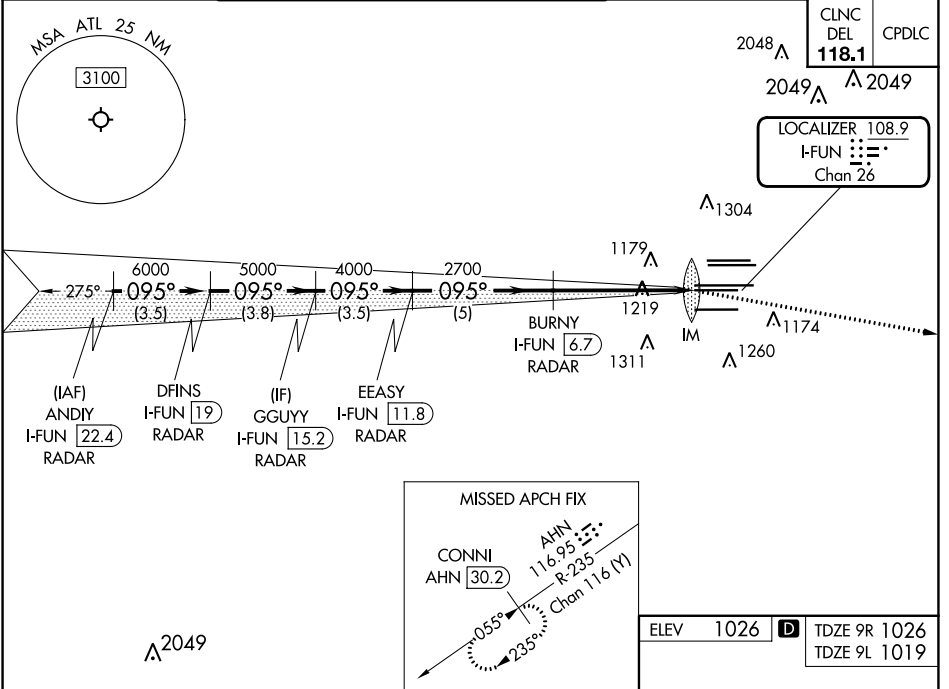 MSA ATL 25 NM
3100
CLNC
DEL
118.1
CPDLC
2048
2049
2049
LOCALIZER 108.9
I-FUN
Chan 26
1304
1179
1219
1311
IM
1174
1260
275°
6000
095°
(3.5)
5000
095°
(3.8)
4000
095°
(3.5)
2700
095°
(5)
BURNY
I-FUN 6.7
RADAR
(IAF)
ANDIY
I-FUN 22.4
RADAR
DFINS
I-FUN 19
RADAR
(IF)
GGUYY
I-FUN 15.2
RADAR
EEASY
I-FUN 11.8
RADAR
MISSED APCH FIX
CONNI
AHN 30.2
AHN
116.95
R-235
Chan 116 (Y)
055°
235°
2049
ELEV 1026 D
TDZE 9R 1026
TDZE 9L 1019